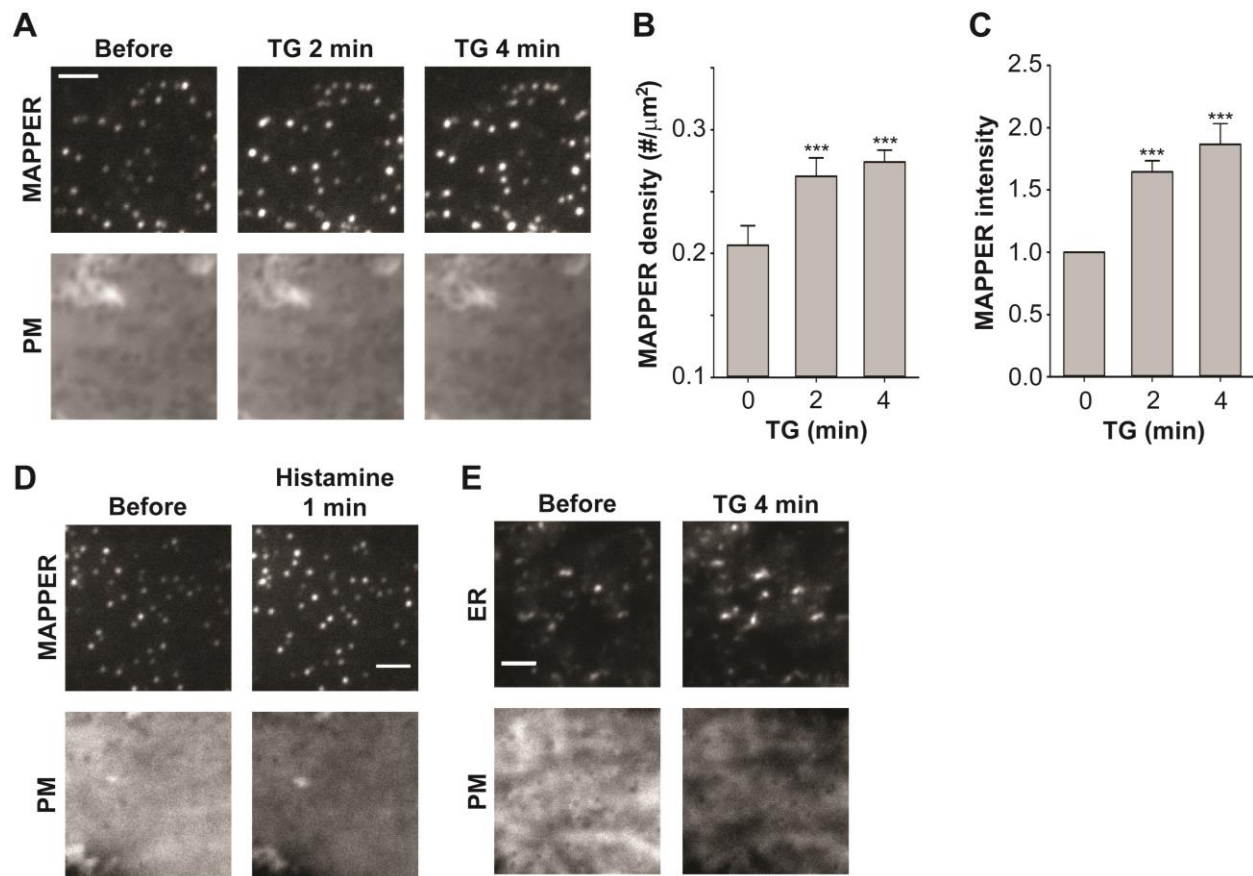 A
Before
TG 2 min
TG 4 min
MAPPER
PM
B
MAPPER density (#/μm²)
0.3
0.2
0.1
***
***
0
2
4
TG (min)
C
MAPPER intensity
2.5
2.0
1.5
1.0
0.5
0.0
***
***
0
2
4
TG (min)
D
Before
Histamine
1 min
MAPPER
PM
E
Before
TG 4 min
ER
PM